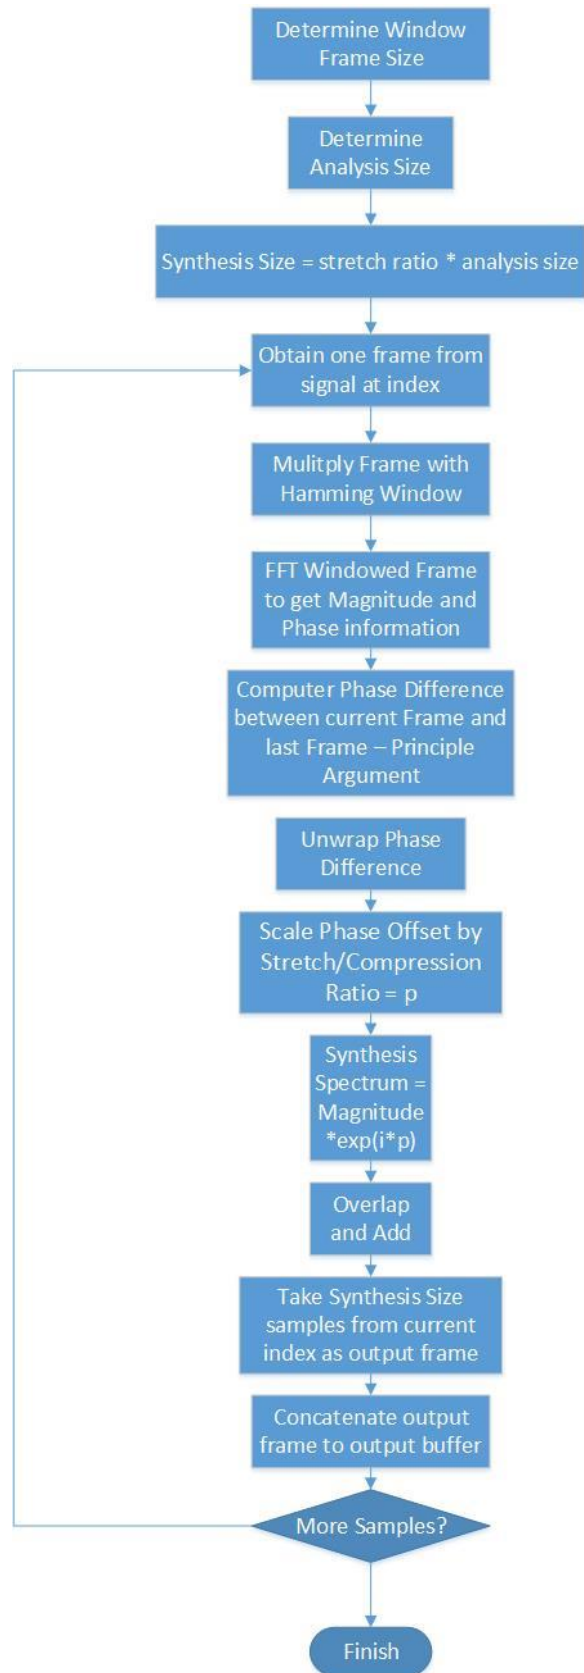 Determine Window
Frame Size
Determine
Analysis Size
Synthesis Size = stretch ratio * analysis size
Obtain one frame from
signal at index
Mulitply Frame with
Hamming Window
FFT Windowed Frame
to get Magnitude and
Phase information
Computer Phase Difference
between current Frame and
last Frame – Principle
Argument
Unwrap Phase
Difference
Scale Phase Offset by
Stretch/Compression
Ratio = p
Synthesis
Spectrum =
Magnitude
*exp(i*p)
Overlap
and Add
Take Synthesis Size
samples from current
index as output frame
Concatenate output
frame to output buffer
More Samples?
Finish